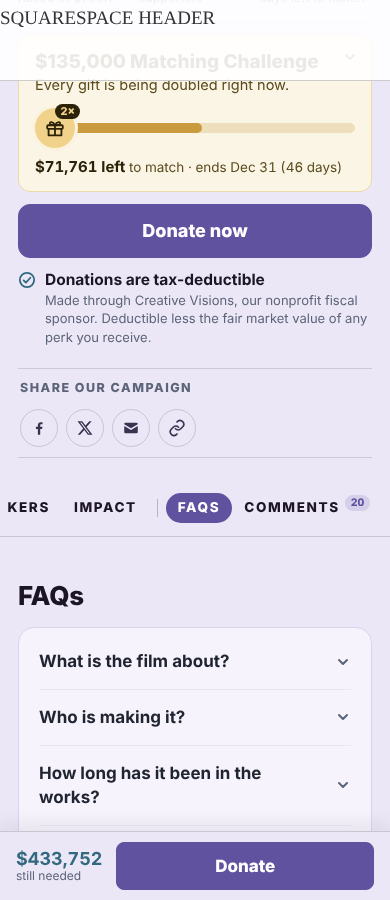 SQUARESPACE HEADER
$135,000 Matching Challenge
Every gift is being doubled right now.
2×
$71,761 left to match · ends Dec 31 (46 days)
Donate now
Donations are tax-deductible
Made through Creative Visions, our nonprofit fiscal
sponsor. Deductible less the fair market value of any
perk you receive.
SHARE OUR CAMPAIGN
KERS IMPACT FAQS COMMENTS 20
FAQs
What is the film about?
Who is making it?
How long has it been in the
works?
$433,752
still needed
Donate